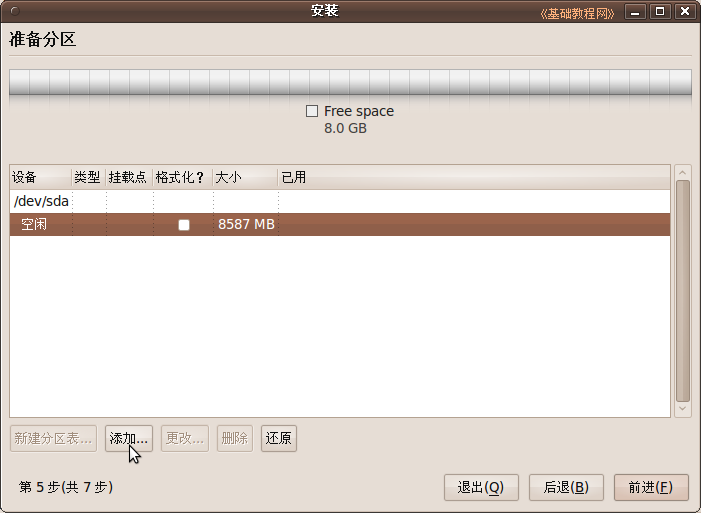 安装
《基础教程网》
准备分区
Free space
8.0 GB
设备 类型 挂载点 格式化？ 大小 已用
/dev/sda
空闲 8587 MB
新建分区表... 添加... 更改... 删除 还原
第 5 步(共 7 步) 退出(Q) 后退(B) 前进(F)